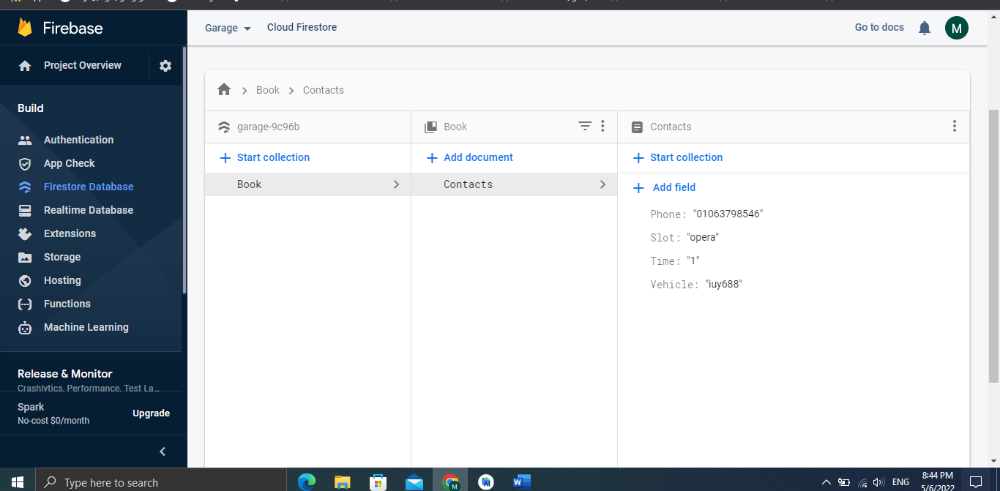 Firebase
Garage
Cloud Firestore
Go to docs
M
Project Overview
Book
Contacts
Build
garage-9c96b
Book
Contacts
Authentication
Start collection
Add document
Start collection
App Check
Book
Contacts
Add field
Firestore Database
Realtime Database
Phone: "01063798546"
Extensions
Slot: "opera"
Storage
Time: "1"
Hosting
Vehicle: "iuy688"
Functions
Machine Learning
Release & Monitor
Crashlytics, Performance, Test La...
Spark
No-cost $0/month
Upgrade
Type here to search
ENG
8:44 PM
5/6/2022